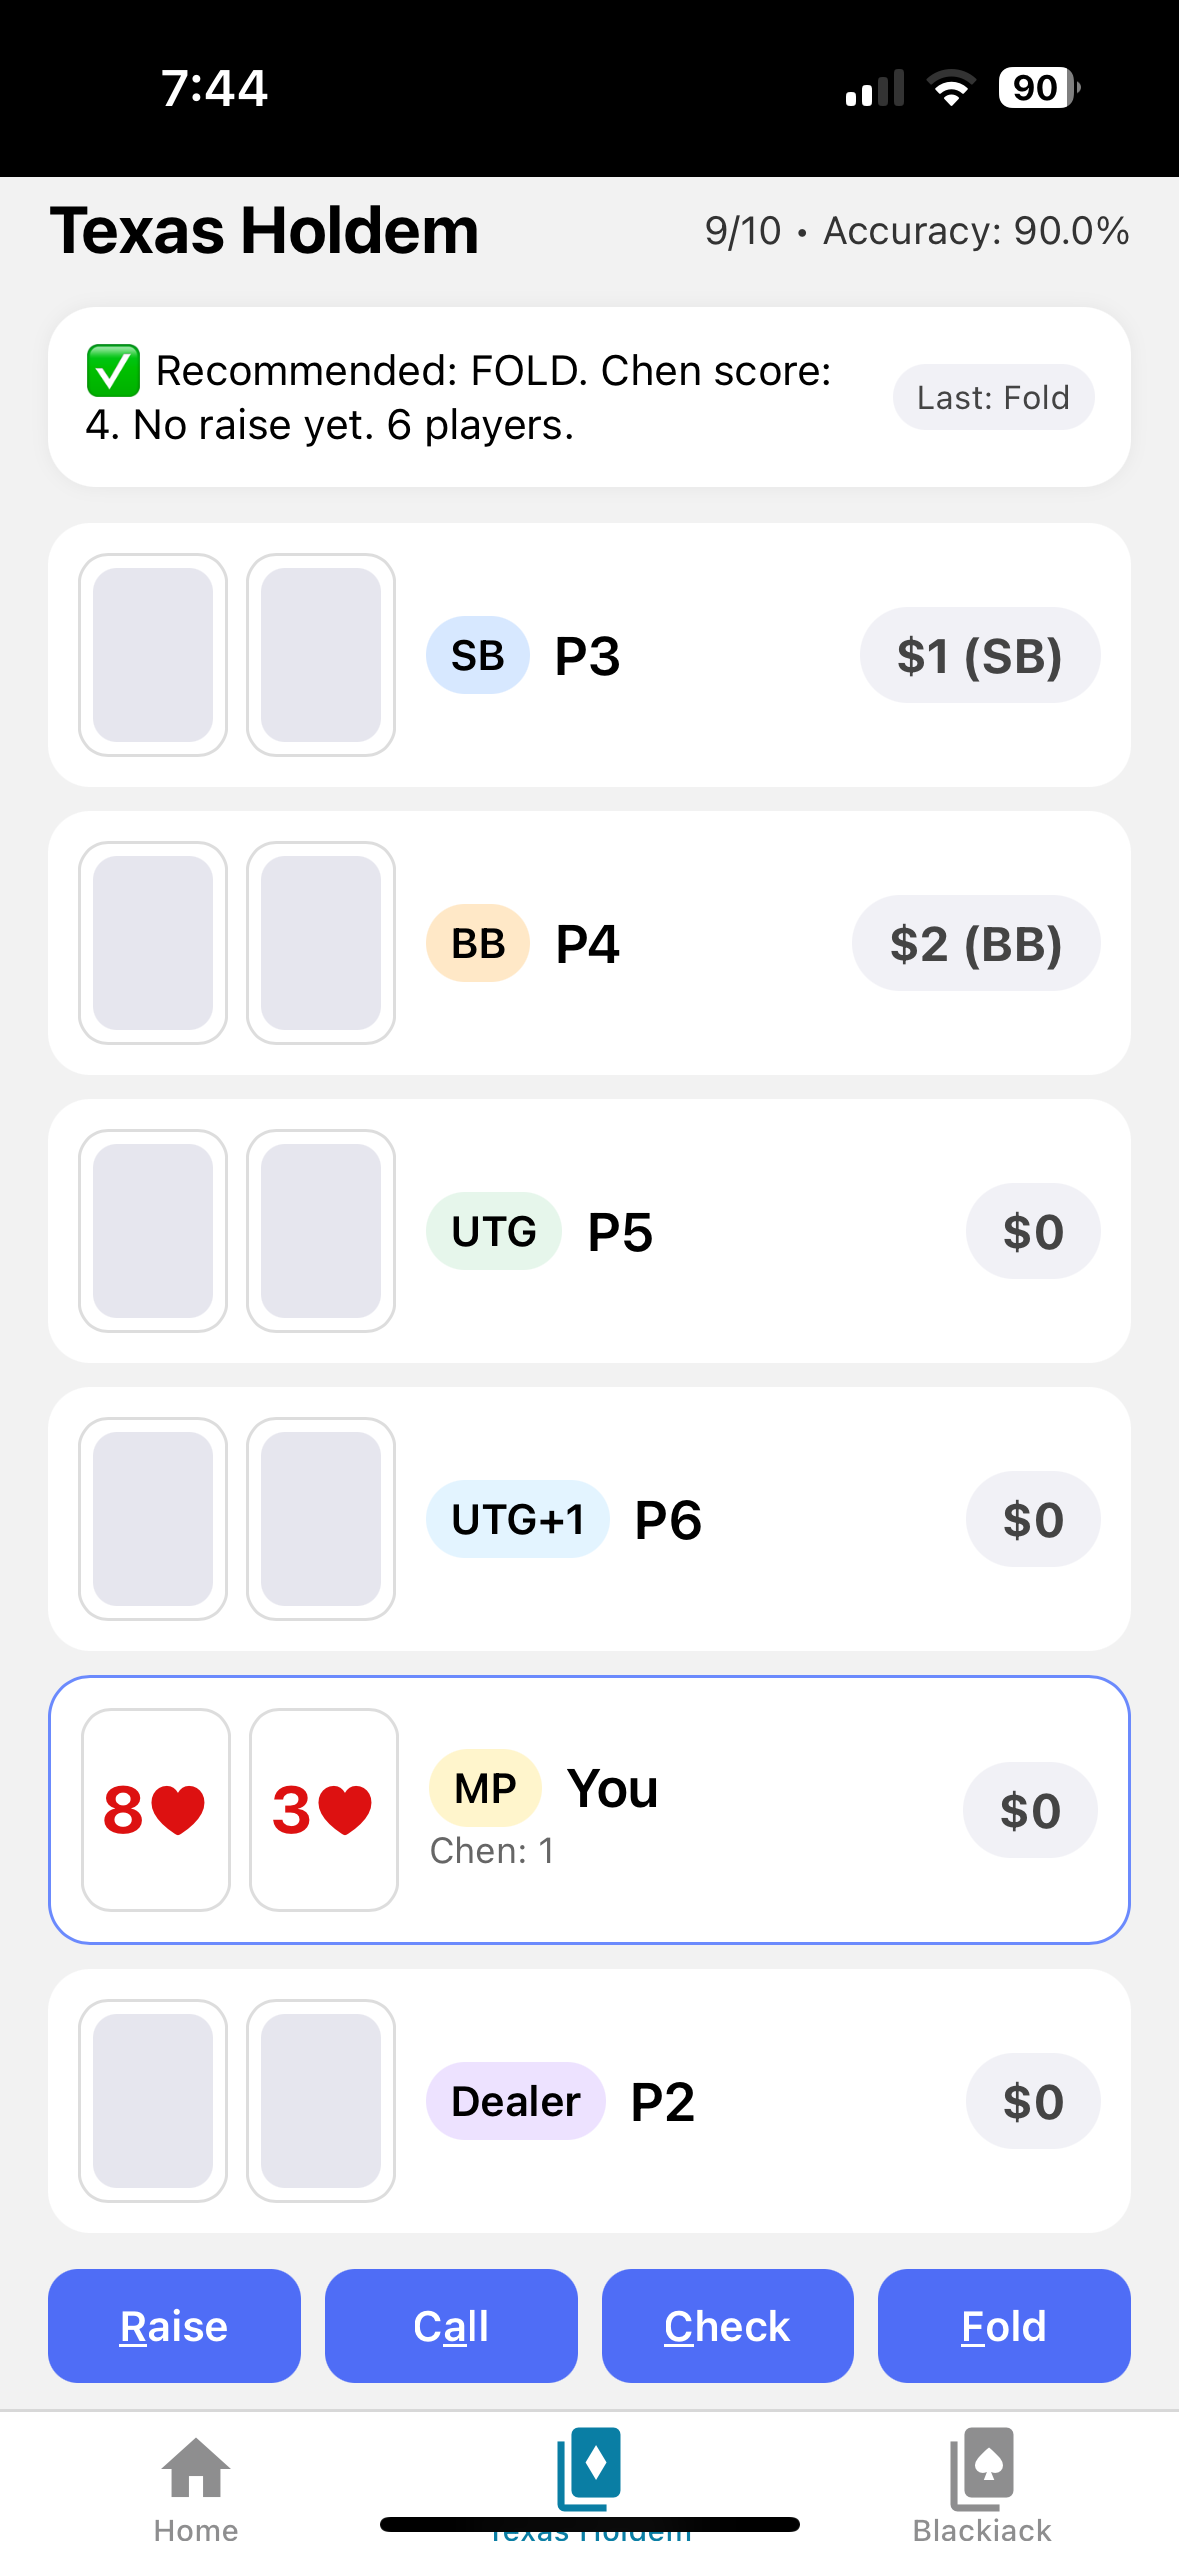 7:44
90
Texas Holdem
9/10 • Accuracy: 90.0%
✅ Recommended: FOLD. Chen score:
4. No raise yet. 6 players.
Last: Fold
SB P3 $1 (SB)
BB P4 $2 (BB)
UTG P5 $0
UTG+1 P6 $0
8♥ 3♥ MP You $0
Chen: 1
Dealer P2 $0
Raise Call Check Fold
Home Texas Holdem Blackjack